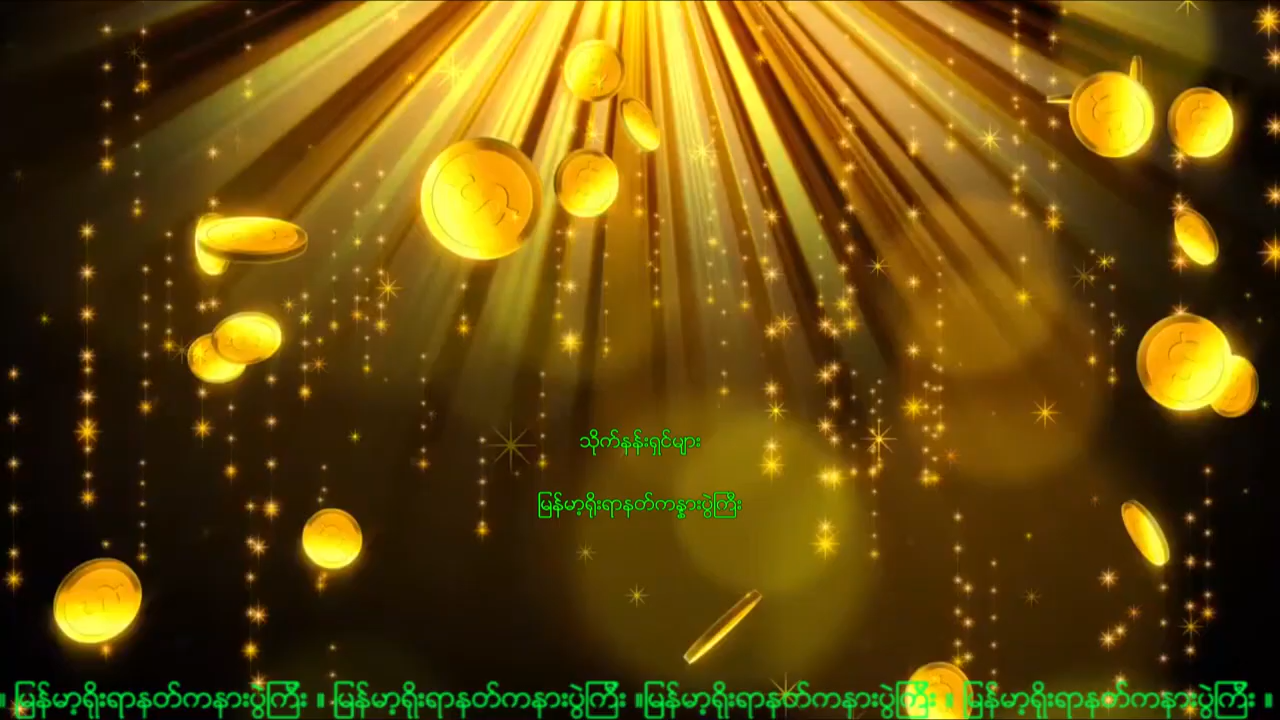 သိုက်နန်းရှင်များ
မြန်မာ့ရိုးရာနတ်ကန္နားပွဲကြီး
။ မြန်မာ့ရိုးရာနတ်ကနားပွဲကြီး ။ မြန်မာ့ရိုးရာနတ်ကနားပွဲကြီး ။မြန်မာ့ရိုးရာနတ်ကနားပွဲကြီး ။ မြန်မာ့ရိုးရာနတ်ကနားပွဲကြီး ။